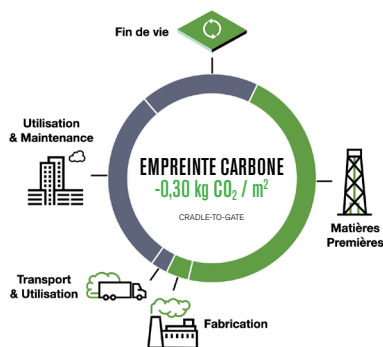 Fin de vie
Utilisation
& Maintenance
EMPREINTE CARBONE
-0,30 kg CO₂ / m²
CRADLE-TO-GATE
Matières
Premières
Transport
& Utilisation
Fabrication